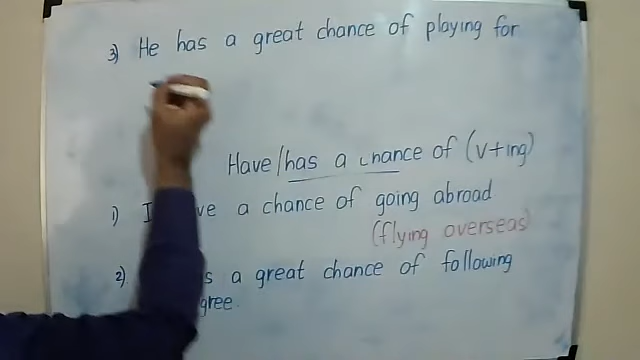 3) He has a great chance of playing for
Have/has a chance of (v+ing)
1) I ve a chance of going abroad
(flying overseas)
2) s a great chance of following
gree.